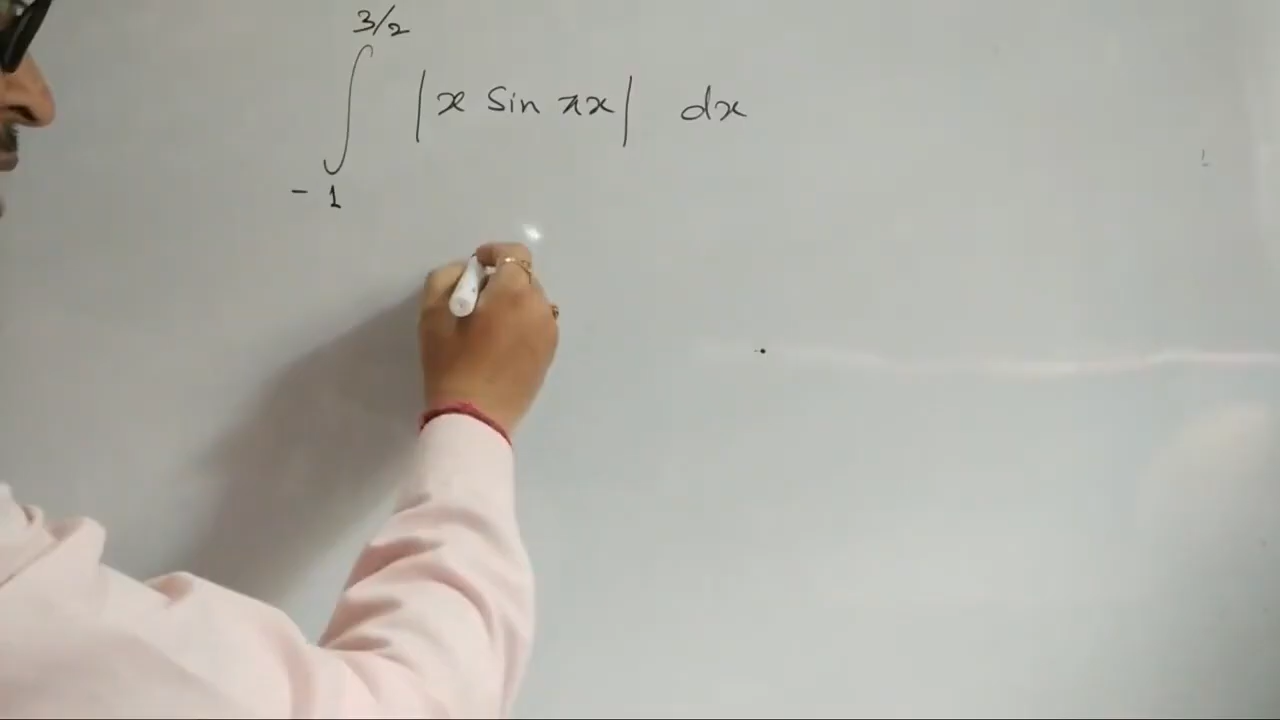 ∫_{-1}^{3/2} |x sin πx| dx